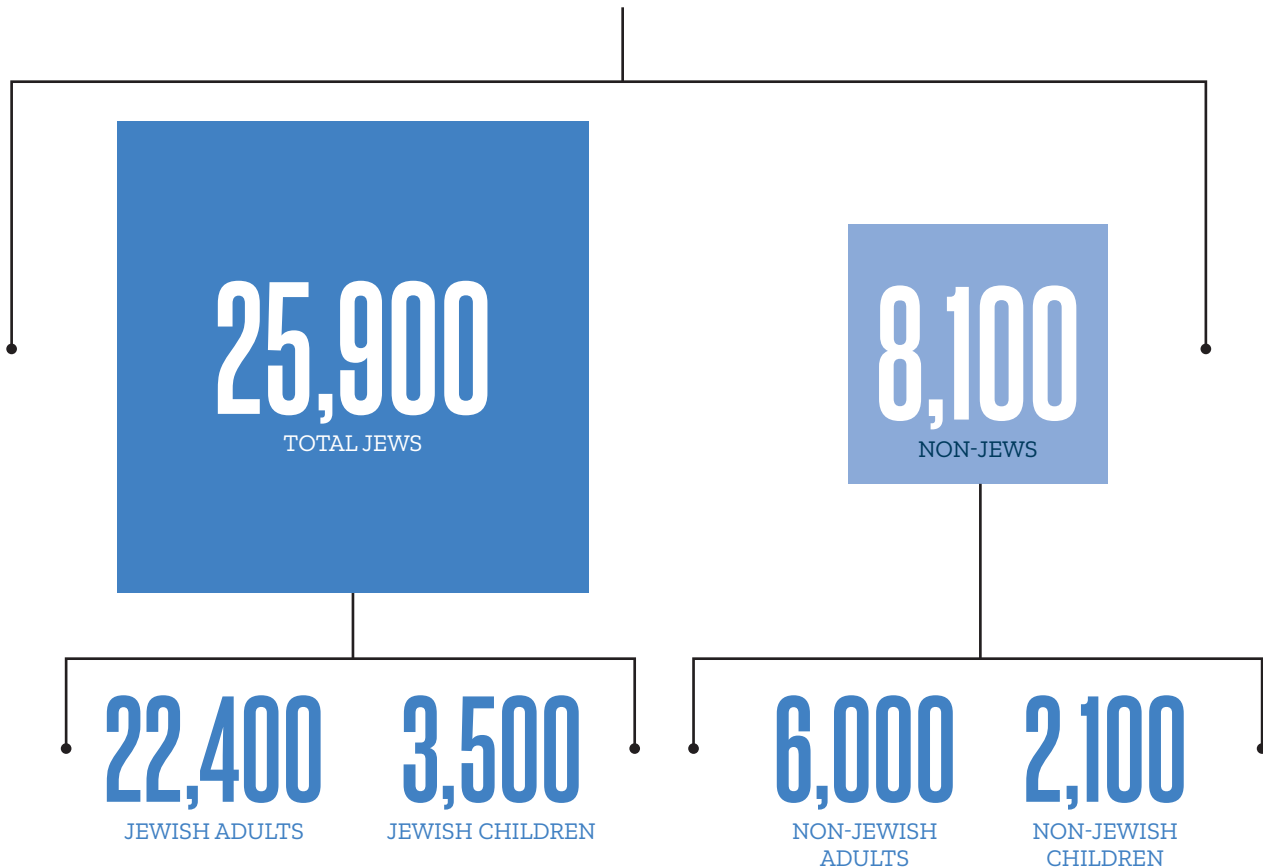 25,900
TOTAL JEWS
8,100
NON-JEWS
22,400
JEWISH ADULTS
3,500
JEWISH CHILDREN
6,000
NON-JEWISH
ADULTS
2,100
NON-JEWISH
CHILDREN